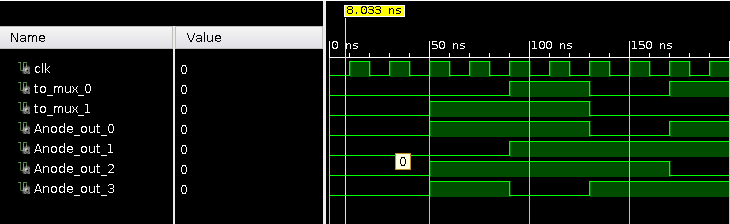 8.033 ns
Name Value
0 ns 50 ns 100 ns 150 ns
clk 0
to_mux_0 0
to_mux_1 0
Anode_out_0 0
Anode_out_1 0
0
Anode_out_2 0
Anode_out_3 0